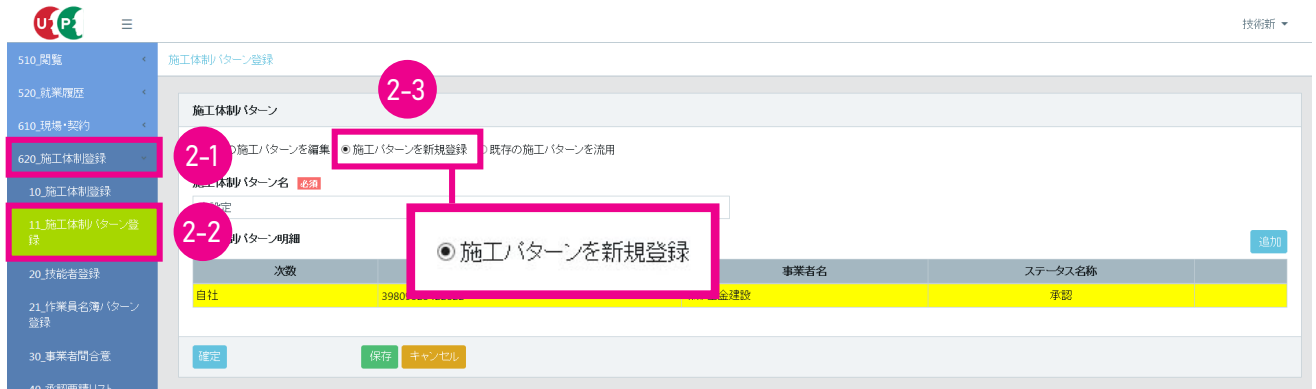 UP
技術新
510_閲覧
施工体制パターン登録
520_就業履歴
2-3
施工体制パターン
610_現場・契約
620_施工体制登録
2-1
の施工パターンを編集 施工パターンを新規登録 既存の施工パターンを流用
10_施工体制登録
体制パターン名 必須
11_施工体制パターン登
録
2-2
定
施工パターンを新規登録
パターン明細
追加
20_技能者登録
次数 事業者名 ステータス名称
自社 金建設 承認
21_作業員名簿パターン
登録
30_事業者間合意
確定 保存 キャンセル